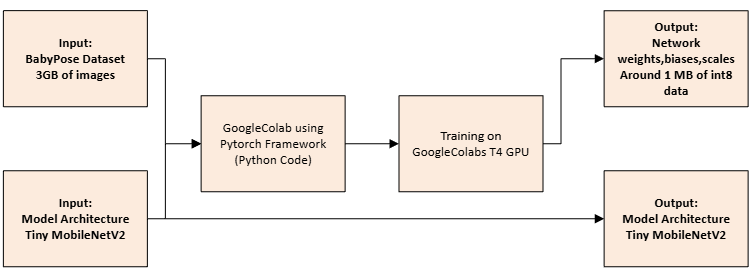 Input:
BabyPose Dataset
3GB of images
Input:
Model Architecture
Tiny MobileNetV2
GoogleColab using
Pytorch Framework
(Python Code)
Training on
GoogleColabs T4 GPU
Output:
Network
weights,biases,scales
Around 1 MB of int8
data
Output:
Model Architecture
Tiny MobileNetV2